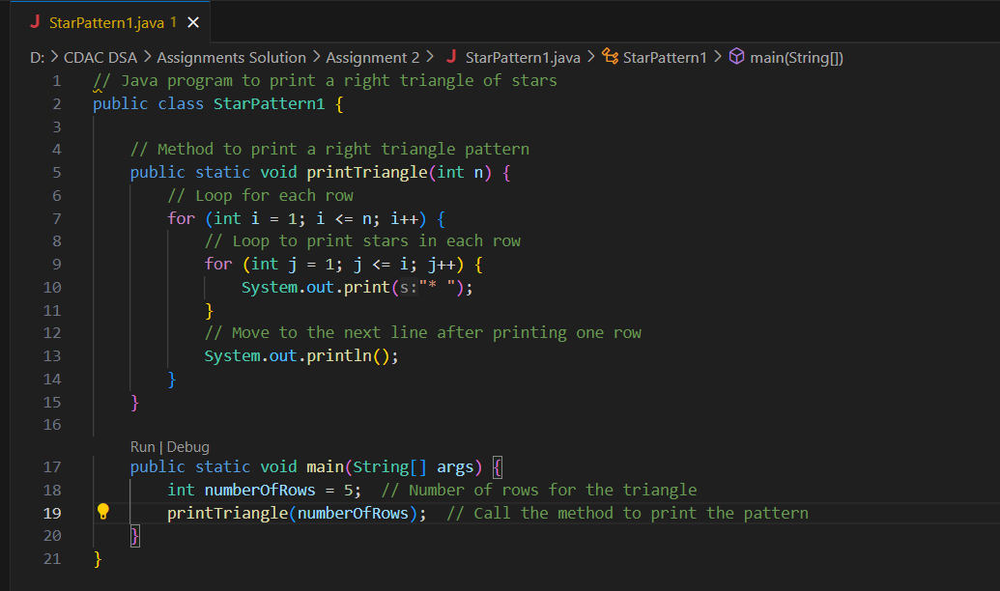 J StarPattern1.java 1 ×
D: > CDAC DSA > Assignments Solution > Assignment 2 > J StarPattern1.java > StarPattern1 > main(String[])
1 // Java program to print a right triangle of stars
2 public class StarPattern1 {
3
4     // Method to print a right triangle pattern
5     public static void printTriangle(int n) {
6         // Loop for each row
7         for (int i = 1; i <= n; i++) {
8             // Loop to print stars in each row
9             for (int j = 1; j <= i; j++) {
10                 System.out.print(s:"* ");
11             }
12             // Move to the next line after printing one row
13             System.out.println();
14         }
15     }
16
Run | Debug
17     public static void main(String[] args) {
18         int numberOfRows = 5;  // Number of rows for the triangle
19         printTriangle(numberOfRows);  // Call the method to print the pattern
20     }
21 }